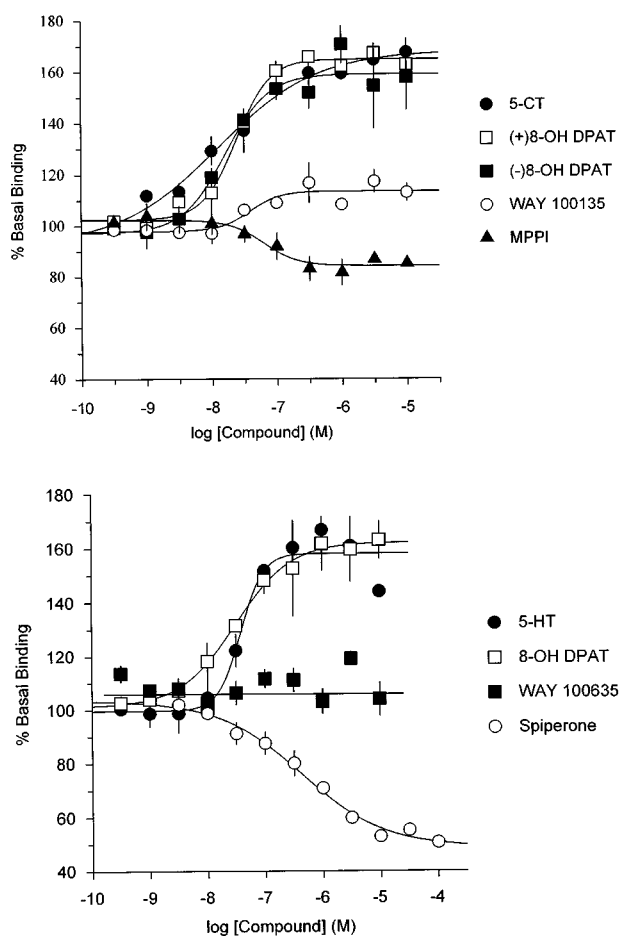 180
160
140
120
100
80
60
40
% Basal Binding
-10 -9 -8 -7 -6 -5
log [Compound] (M)
5-CT
(+)8-OH DPAT
(-)8-OH DPAT
WAY 100135
MPPI
180
160
140
120
100
80
60
40
% Basal Binding
-10 -9 -8 -7 -6 -5 -4
log [Compound] (M)
5-HT
8-OH DPAT
WAY 100635
Spiperone